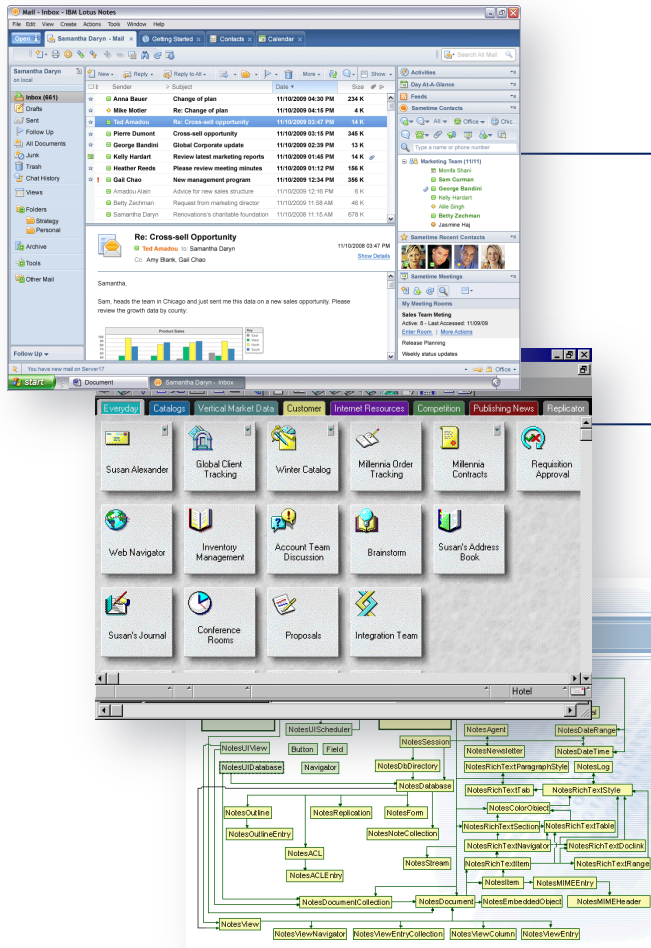 Mail - Inbox - IBM Lotus Notes
File Edit View Create Actions Tools Window Help
Open Samantha Daryn - Mail × Getting Started × Contacts × Calendar ×
Search All Mail
Samantha Daryn
on local
Inbox (661)
Drafts
Sent
Follow Up
All Documents
Junk
Trash
Chat History
Views
Folders
Strategy
Personal
Archive
Tools
Other Mail
Follow Up
New Reply Reply to All More Show
Sender Subject Date Size
Anna Bauer Change of plan 11/10/2009 04:30 PM 234 K
Mike Motler Re: Change of plan 11/10/2009 04:15 PM 4 K
Ted Amadou Re: Cross-sell opportunity 11/10/2009 03:47 PM 14 K
Pierre Dumont Cross-sell opportunity 11/10/2009 03:15 PM 345 K
George Bandini Global Corporate update 11/10/2009 02:39 PM 13 K
Kelly Hardart Review latest marketing reports 11/10/2009 01:45 PM 14 K
Heather Reeds Please review meeting minutes 11/10/2009 01:12 PM 156 K
! Gail Chao New management program 11/10/2009 12:34 PM 356 K
Amadou Alain Advice for new sales structure 11/10/2009 12:16 PM 6 K
Betty Zechman Request from marketing director 11/10/2009 11:58 AM 46 K
Samantha Daryn Renovations's charitable foundation 11/10/2008 11:15 AM 678 K
Re: Cross-sell Opportunity
Ted Amadou to Samantha Daryn
Cc Amy Blank, Gail Chao
11/10/2008 03:47 PM
Show Details
Samantha,
Sam, heads the team in Chicago and just sent me this data on a new sales opportunity. Please
review the growth data by county:
Product Sales
Activities
Day At-A-Glance
Feeds
Sametime Contacts
All Office Chic...
Type a name or phone number
Marketing Team (11/11)
Monifa Shani
Sam Curman
George Bandini
Kelly Hardart
Allie Singh
Betty Zechman
Jasmine Haj
Sametime Recent Contacts
Sametime Meetings
My Meeting Rooms
Sales Team Meting
Active: 8 - Last Accessed: 11/09/09
Enter Room | More Actions
Release Planning
Weekly status updates
You have new mail on Server17
Office
start Document Samantha Daryn - Inbox
Everyday Catalogs Vertical Market Data Customer Internet Resources Competition Publishing News Replicator
Susan Alexander
Global Client
Tracking
Winter Catalog
Millennia Order
Tracking
Millennia
Contracts
Requisition
Approval
Web Navigator
Inventory
Management
Account Team
Discussion
Brainstorm
Susan's Address
Book
Susan's Journal
Conference
Rooms
Proposals
Integration Team
Hotel
NotesUIScheduler
NotesUIView
Button
Field
NotesUIDatabase
Navigator
NotesSession
NotesDbDirectory
NotesDatabase
NotesAgent
NotesDateRange
NotesNewsletter
NotesDateTime
NotesRichTextParagraphStyle
NotesLog
NotesRichTextTab
NotesRichTextStyle
NotesOutline
NotesReplication
NotesForm
NotesColorObject
NotesOutlineEntry
NotesNoteCollection
NotesRichTextSection
NotesRichTextTable
NotesACL
NotesRichTextNavigator
NotesRichTextDoclink
NotesACLEntry
NotesStream
NotesRichTextItem
NotesRichTextRange
NotesItem
NotesMIMEEntry
NotesDocumentCollection
NotesDocument
NotesEmbeddedObject
NotesMIMEHeader
NotesView
NotesViewNavigator
NotesViewEntryCollection
NotesViewColumn
NotesViewEntry